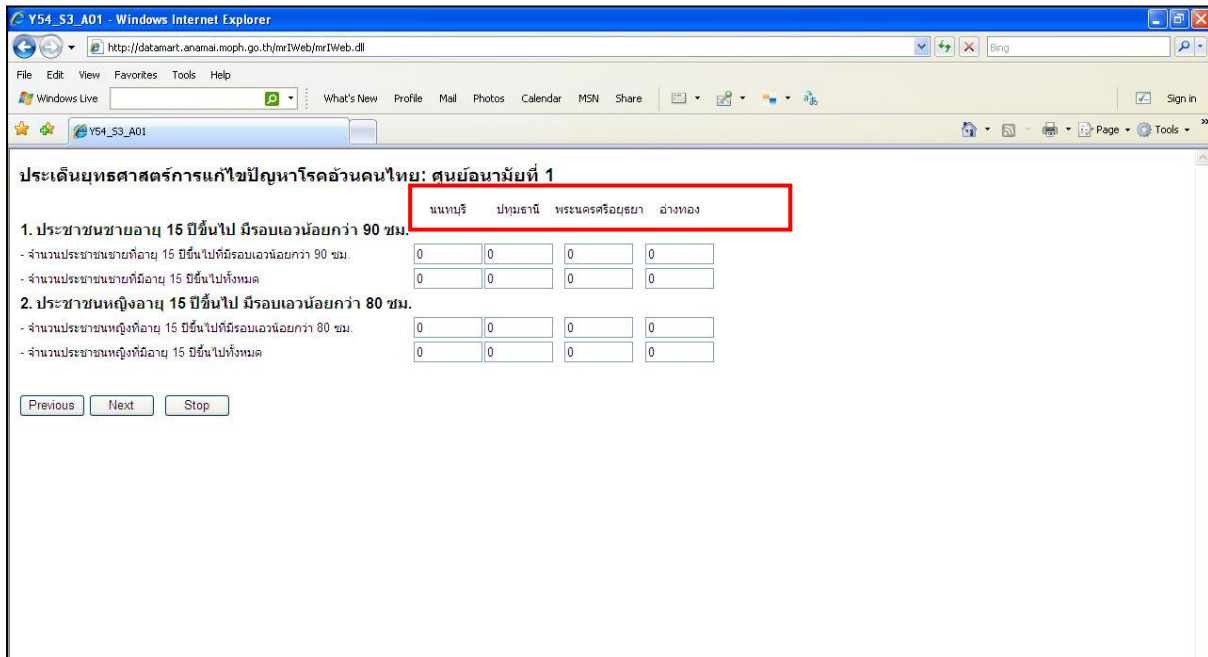 Y54_S3_A01 - Windows Internet Explorer
http://datamart.anamai.moph.go.th/mrIWeb/mrIWeb.dll Bing
File Edit View Favorites Tools Help
Windows Live What's New Profile Mail Photos Calendar MSN Share Sign in
Y54_S3_A01 Page Tools »
ประเด็นยุทธศาสตร์การแก้ไขปัญหาโรคอ้วนคนไทย: ศูนย์อนามัยที่ 1
นนทบุรี ปทุมธานี พระนครศรีอยุธยา อ่างทอง
1. ประชาชนชายอายุ 15 ปีขึ้นไป มีรอบเอวน้อยกว่า 90 ซม.
- จำนวนประชาชนชายที่อายุ 15 ปีขึ้นไปที่มีรอบเอวน้อยกว่า 90 ซม. 0 0 0 0
- จำนวนประชาชนชายที่มีอายุ 15 ปีขึ้นไปทั้งหมด 0 0 0 0
2. ประชาชนหญิงอายุ 15 ปีขึ้นไป มีรอบเอวน้อยกว่า 80 ซม.
- จำนวนประชาชนหญิงที่อายุ 15 ปีขึ้นไปที่มีรอบเอวน้อยกว่า 80 ซม. 0 0 0 0
- จำนวนประชาชนหญิงที่มีอายุ 15 ปีขึ้นไปทั้งหมด 0 0 0 0
Previous Next Stop